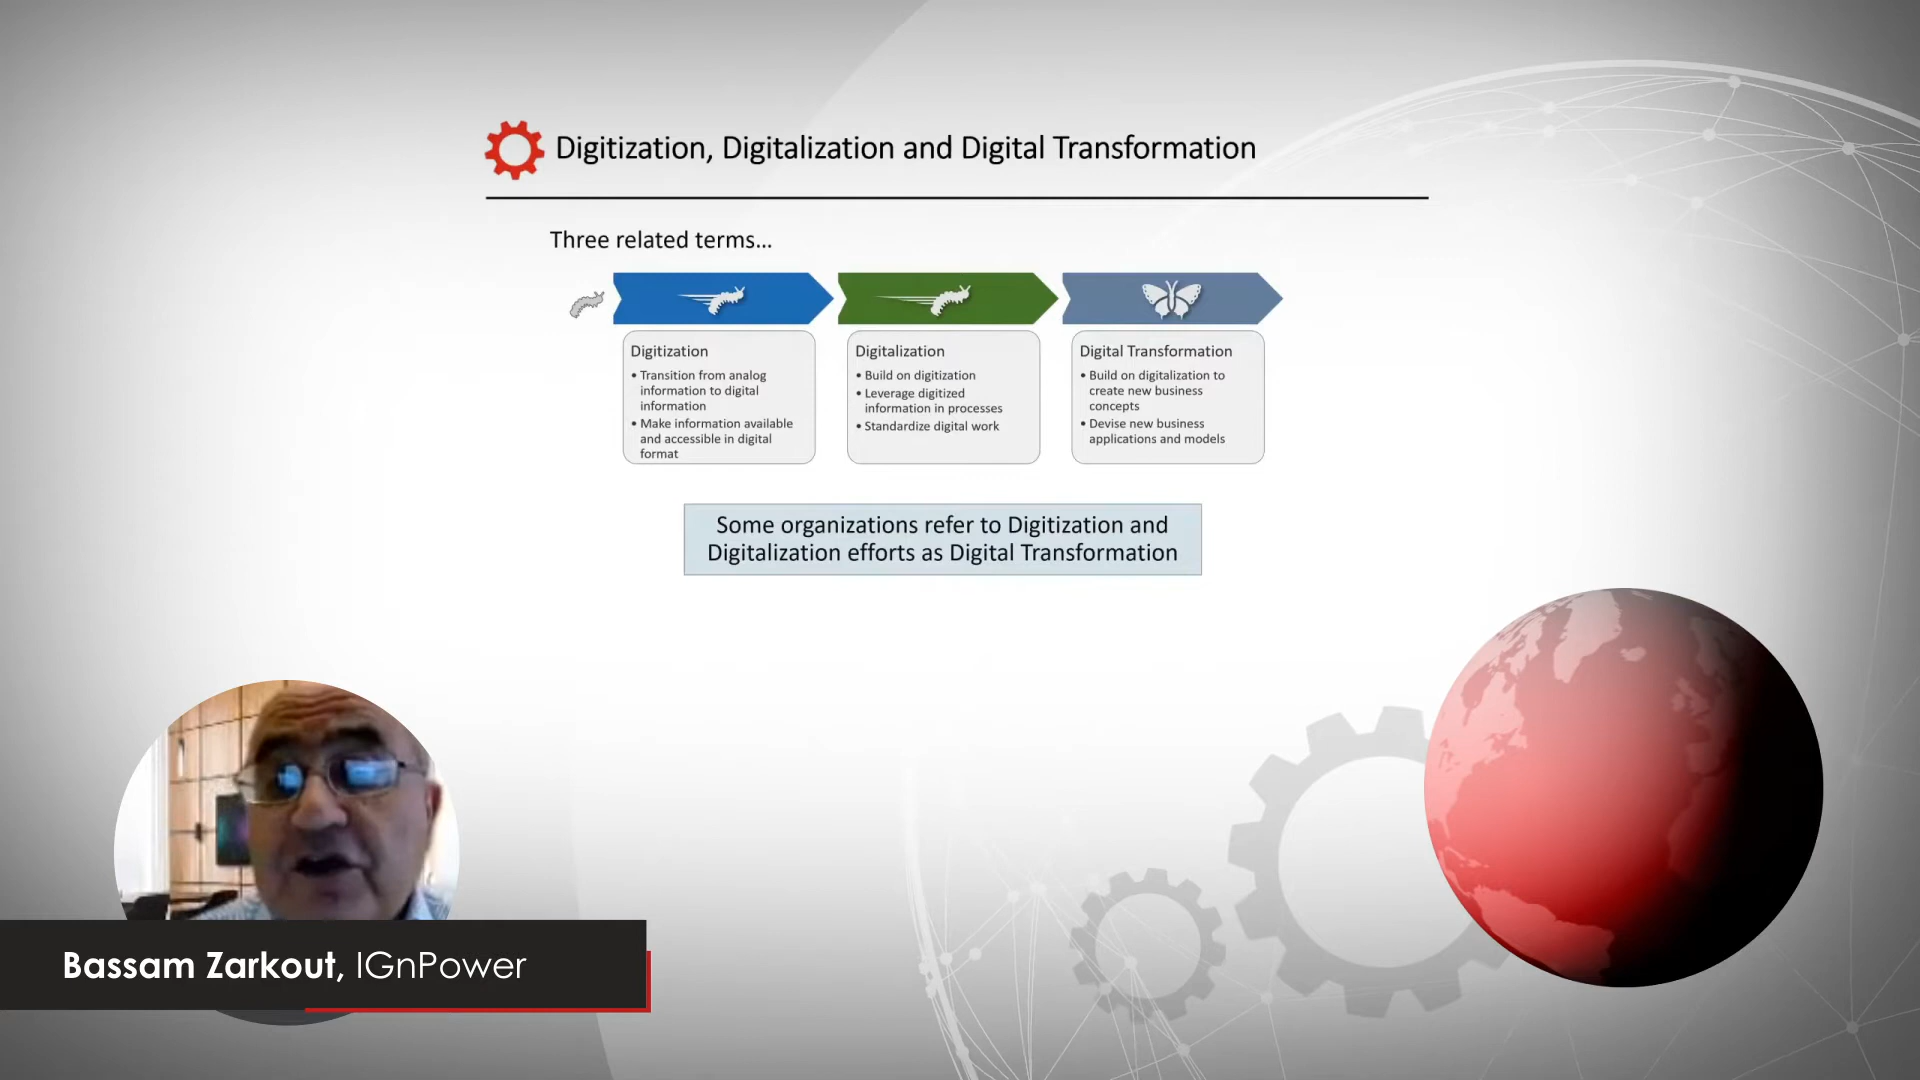 Digitization, Digitalization and Digital Transformation
Three related terms...
Digitization
• Transition from analog
information to digital
information
• Make information available
and accessible in digital
format
Digitalization
• Build on digitization
• Leverage digitized
information in processes
• Standardize digital work
Digital Transformation
• Build on digitalization to
create new business
concepts
• Devise new business
applications and models
Some organizations refer to Digitization and
Digitalization efforts as Digital Transformation
Bassam Zarkout, IGnPower